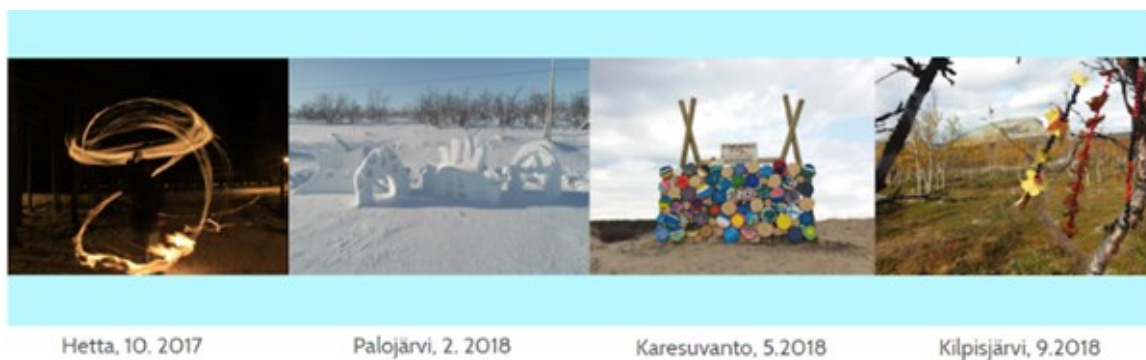 Hetta, 10. 2017
Palojärvi, 2. 2018
Karesuvanto, 5.2018
Kilpisjärvi, 9.2018